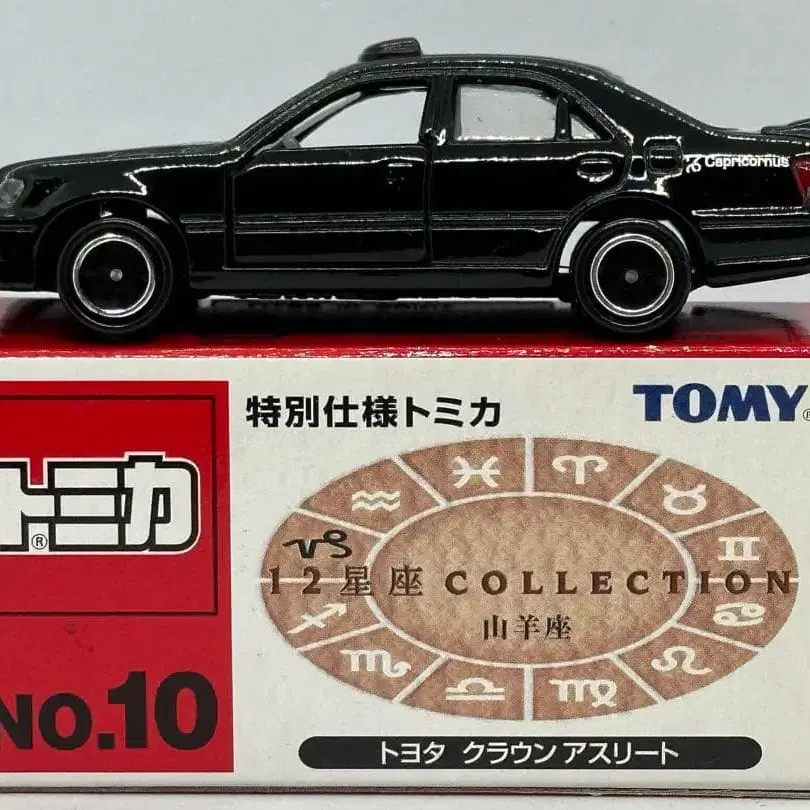 Capricornus
特別仕様トミカ
TOMY®
トミカ®
12星座 COLLECTION
山羊座
NO.10
トヨタ クラウン アスリート